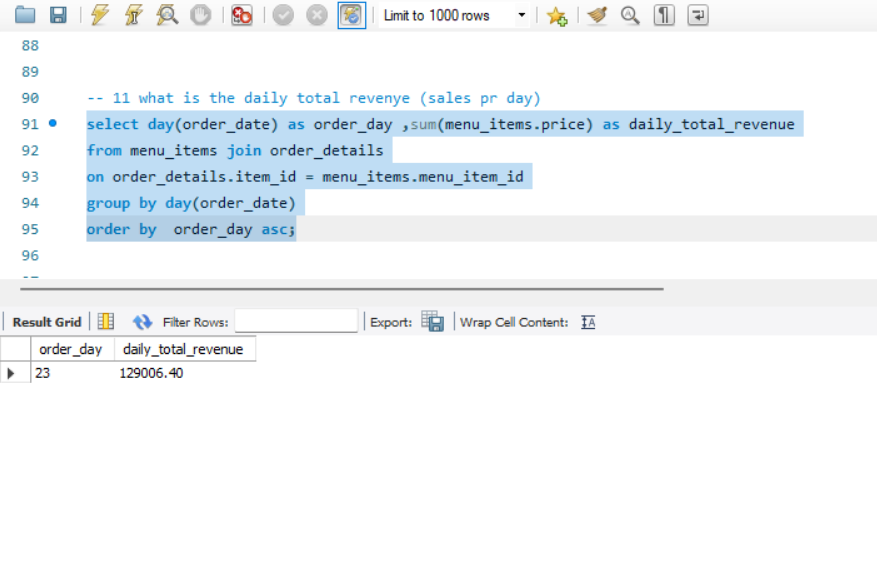 Limit to 1000 rows
88
89
90 -- 11 what is the daily total revenye (sales pr day)
91 select day(order_date) as order_day ,sum(menu_items.price) as daily_total_revenue
92 from menu_items join order_details
93 on order_details.item_id = menu_items.menu_item_id
94 group by day(order_date)
95 order by  order_day asc;
96
Result Grid Filter Rows: Export: Wrap Cell Content: IA
order_day daily_total_revenue
23 129006.40